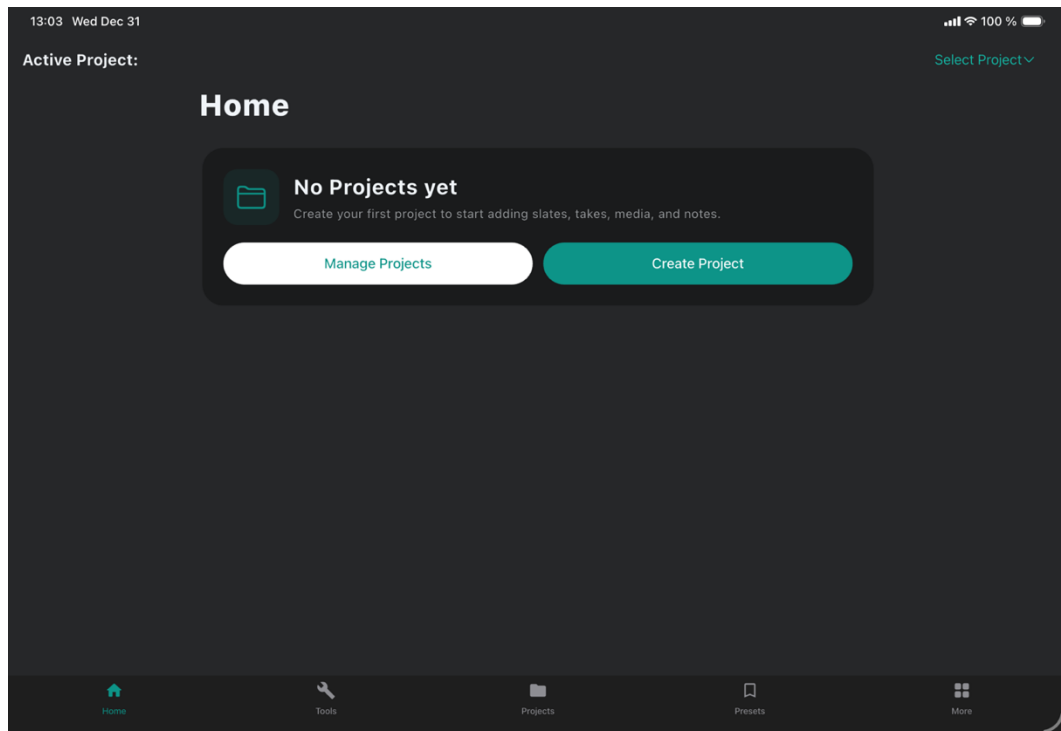 13:03 Wed Dec 31
100 %
Active Project:
Select Project
Home
No Projects yet
Create your first project to start adding slates, takes, media, and notes.
Manage Projects
Create Project
Home
Tools
Projects
Presets
More